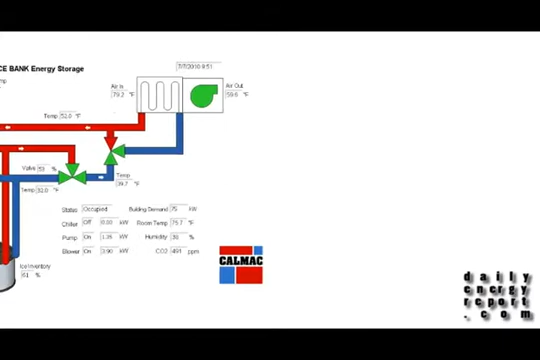 CE BANK Energy Storage
7/7/2010 9:51
Air In
79.2 °F
Air Out
59.6 °F
Temp 52.0 °F
Valve 53 %
Temp 32.0 °F
Temp
39.7 °F
Status Occupied
Building Demand 75 kW
Chiller Off 0.00 kW
Room Temp 75.7 °F
Pump On 1.35 kW
Humidity 38 %
Blower On 3.90 kW
CO2 491 ppm
Ice Inventory
61 %
CALMAC
daily
energy
report
.com